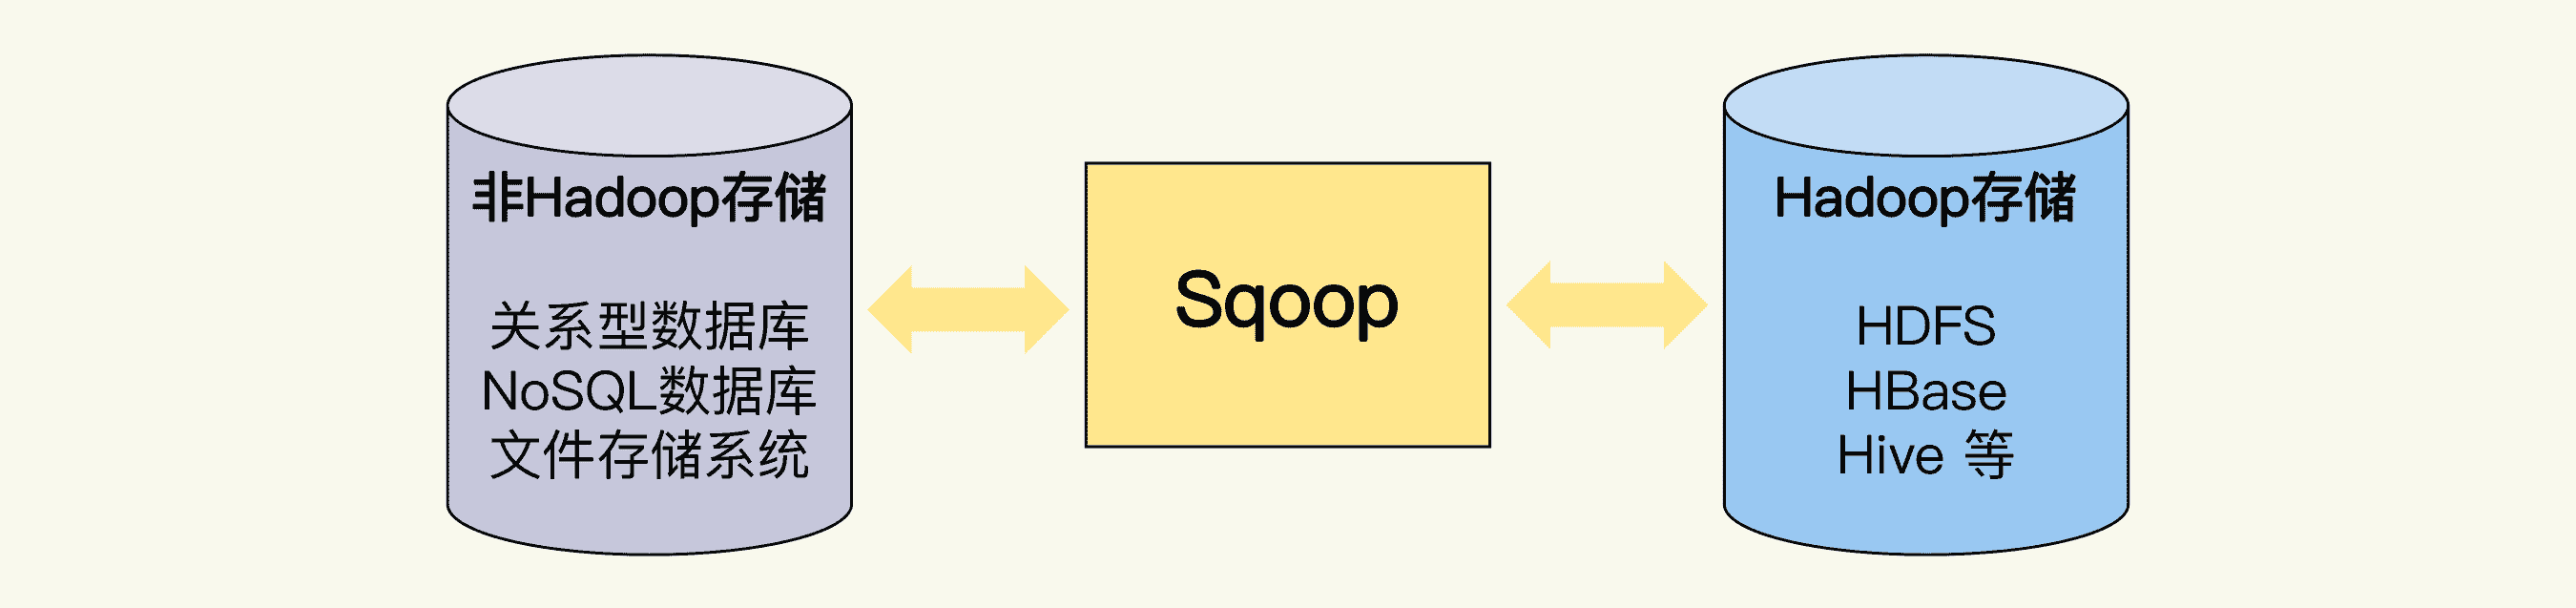 非Hadoop存储
关系型数据库
NoSQL数据库
文件存储系统
Sqoop
Hadoop存储
HDFS
HBase
Hive 等